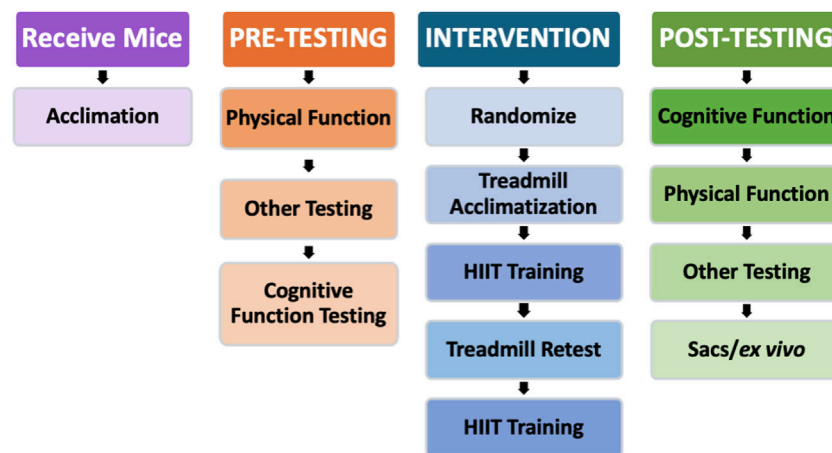 Receive Mice
Acclimation
PRE-TESTING
Physical Function
Other Testing
Cognitive
Function Testing
INTERVENTION
Randomize
Treadmill
Acclimatization
HIIT Training
Treadmill Retest
HIIT Training
POST-TESTING
Cognitive Function
Physical Function
Other Testing
Sacs/ex vivo